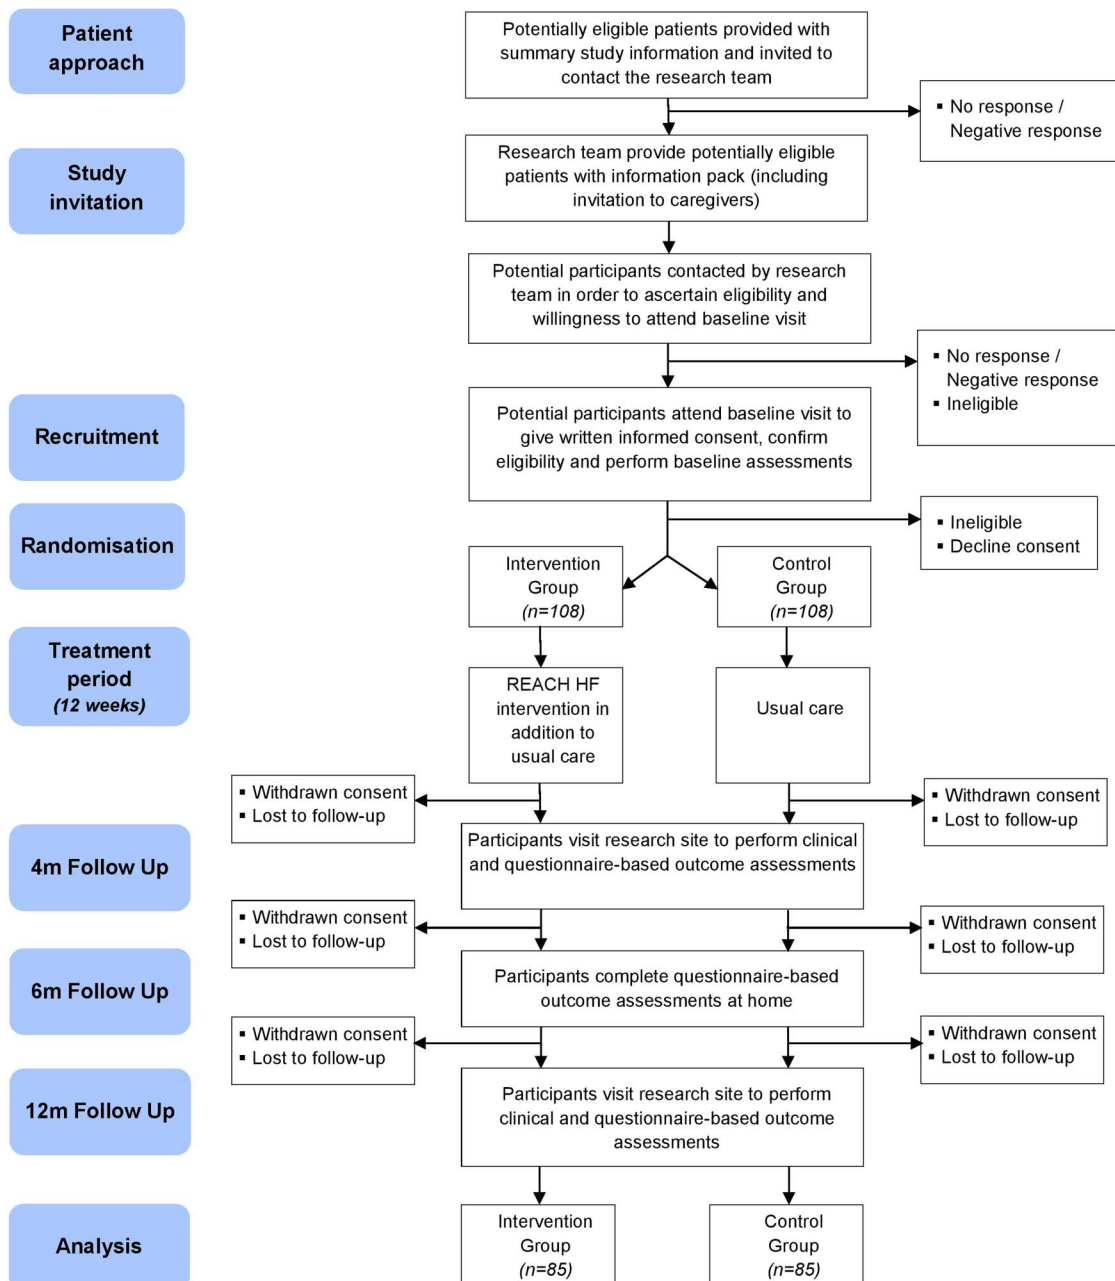 Patient
approach
Potentially eligible patients provided with
summary study information and invited to
contact the research team
▪ No response /
Negative response
Study
invitation
Research team provide potentially eligible
patients with information pack (including
invitation to caregivers)
Potential participants contacted by research
team in order to ascertain eligibility and
willingness to attend baseline visit
▪ No response /
Negative response
▪ Ineligible
Recruitment
Potential participants attend baseline visit to
give written informed consent, confirm
eligibility and perform baseline assessments
Randomisation
▪ Ineligible
▪ Decline consent
Intervention
Group
(n=108)
Control
Group
(n=108)
Treatment
period
(12 weeks)
REACH HF
intervention in
addition to
usual care
Usual care
▪ Withdrawn consent
▪ Lost to follow-up
▪ Withdrawn consent
▪ Lost to follow-up
4m Follow Up
Participants visit research site to perform clinical
and questionnaire-based outcome assessments
▪ Withdrawn consent
▪ Lost to follow-up
▪ Withdrawn consent
▪ Lost to follow-up
6m Follow Up
Participants complete questionnaire-based
outcome assessments at home
▪ Withdrawn consent
▪ Lost to follow-up
▪ Withdrawn consent
▪ Lost to follow-up
12m Follow Up
Participants visit research site to perform
clinical and questionnaire-based outcome
assessments
Analysis
Intervention
Group
(n=85)
Control
Group
(n=85)